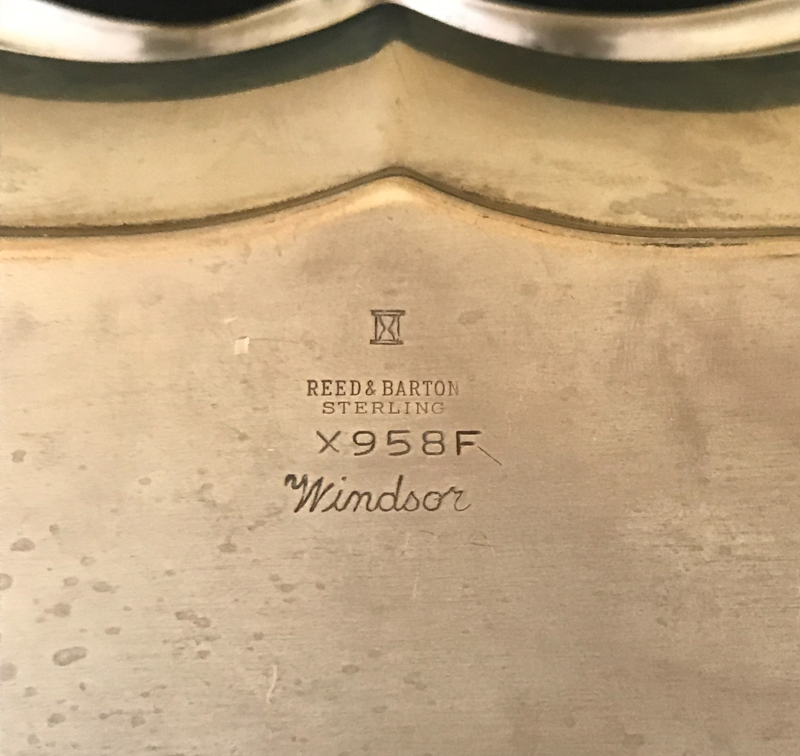 REED & BARTON
STERLING
X958F
Windsor